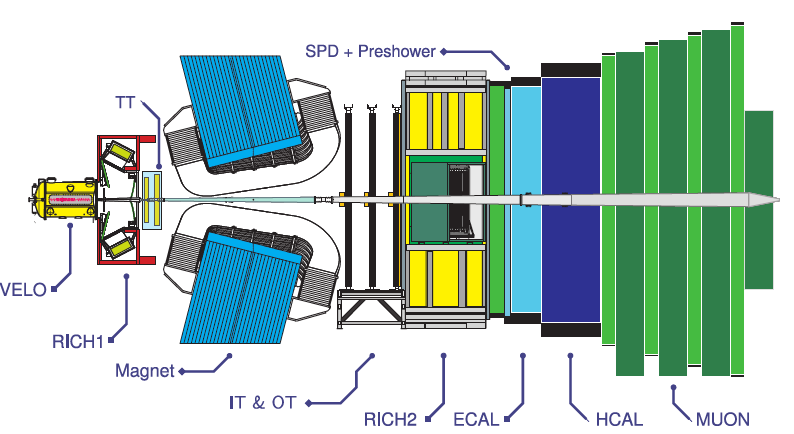 SPD + Preshower
TT
VELO
RICH1
Magnet
IT & OT
RICH2
ECAL
HCAL
MUON